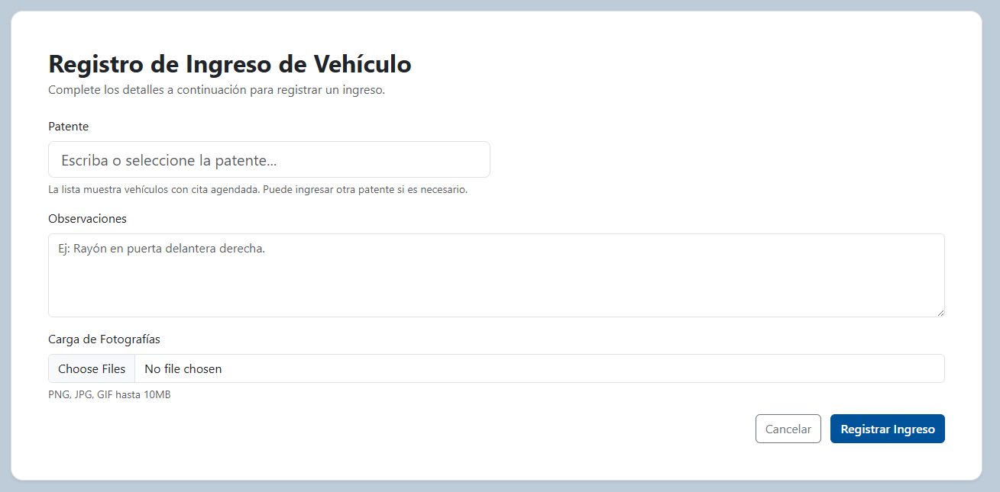 Registro de Ingreso de Vehículo
Complete los detalles a continuación para registrar un ingreso.
Patente
Escriba o seleccione la patente...
La lista muestra vehículos con cita agendada. Puede ingresar otra patente si es necesario.
Observaciones
Ej: Rayón en puerta delantera derecha.
Carga de Fotografías
Choose Files No file chosen
PNG, JPG, GIF hasta 10MB
Cancelar Registrar Ingreso